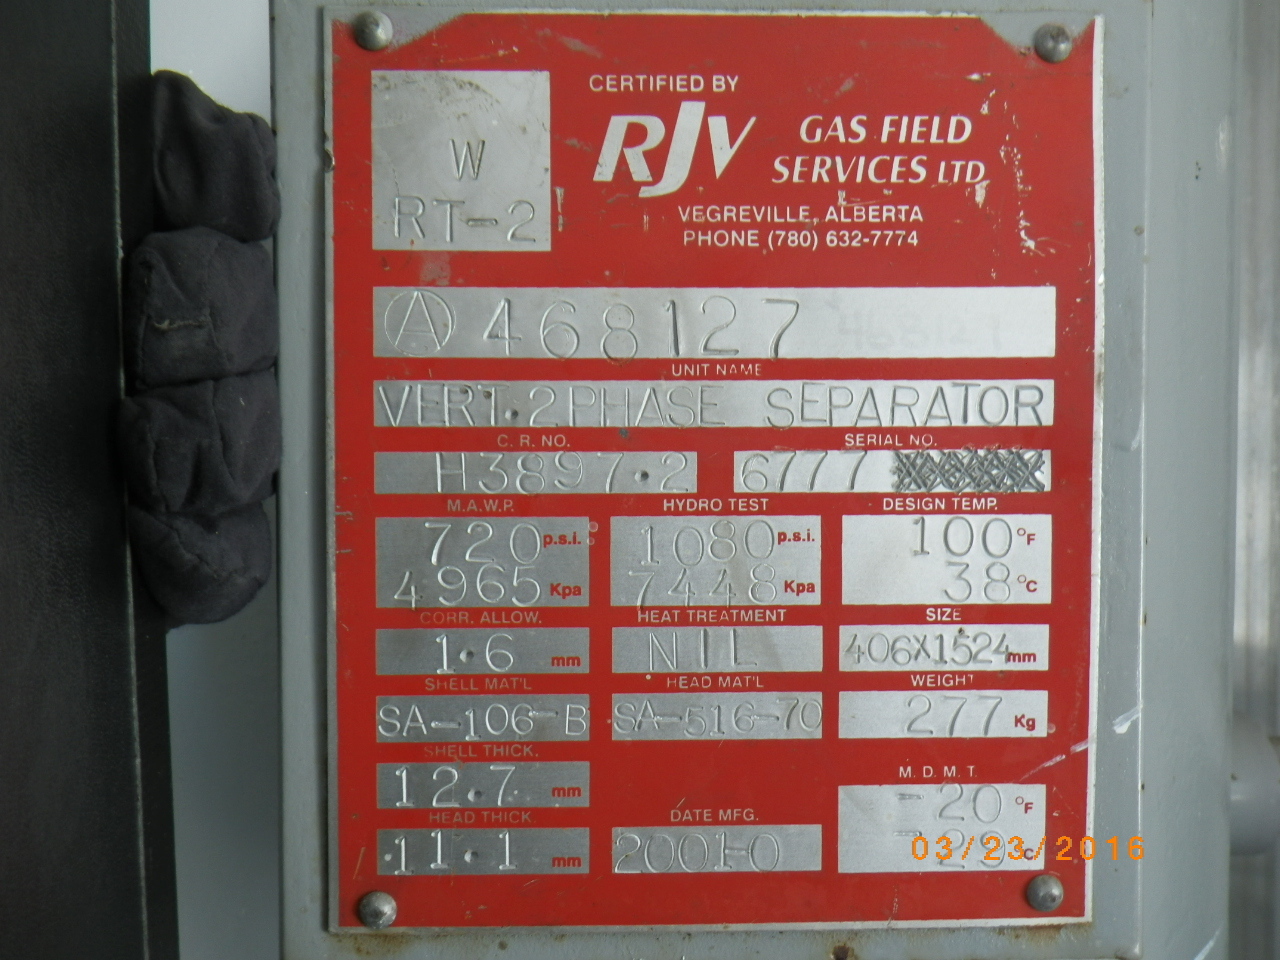 CERTIFIED BY
RJV GAS FIELD
SERVICES LTD
VEGREVILLE, ALBERTA
PHONE (780) 632-7774
W
RT-2
A 468127
UNIT NAME
VERT. 2 PHASE SEPARATOR
C. R. NO. SERIAL NO.
H3897.2 6777
M.A.W.P. HYDRO TEST DESIGN TEMP.
720 p.s.i. 1080 p.s.i. 100 °F
4965 Kpa 7448 Kpa 38 °C
CORR. ALLOW. HEAT TREATMENT SIZE
1.6 mm NIL 406X1524 mm
SHELL MAT'L HEAD MAT'L WEIGHT
SA-106-B SA-516-70 277 Kg
SHELL THICK. M. D. M. T.
12.7 mm -20 °F
HEAD THICK. DATE MFG. -29 °C
11.1 mm 2001-0
03/23/2016